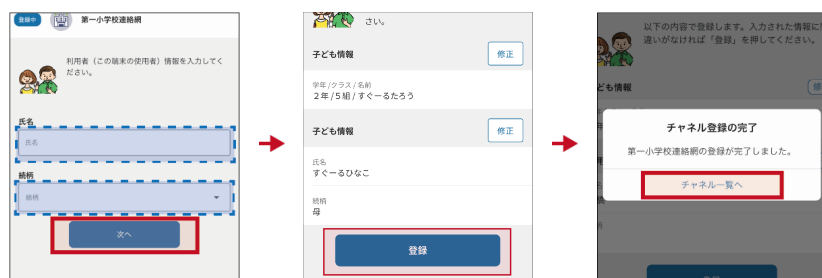 登録中
第一小学校連絡網
利用者（この端末の使用者）情報を入力してく
ださい。
氏名
氏名
続柄
続柄
次へ
さい。
子ども情報
修正
学年/クラス/名前
2年/5組/すぐーるたろう
子ども情報
修正
氏名
すぐーるひなこ
続柄
母
登録
以下の内容で登録します。入力された情報に
違いがなければ「登録」を押してください。
ども情報
修
チャネル登録の完了
第一小学校連絡網の登録が完了しました。
チャネル一覧へ